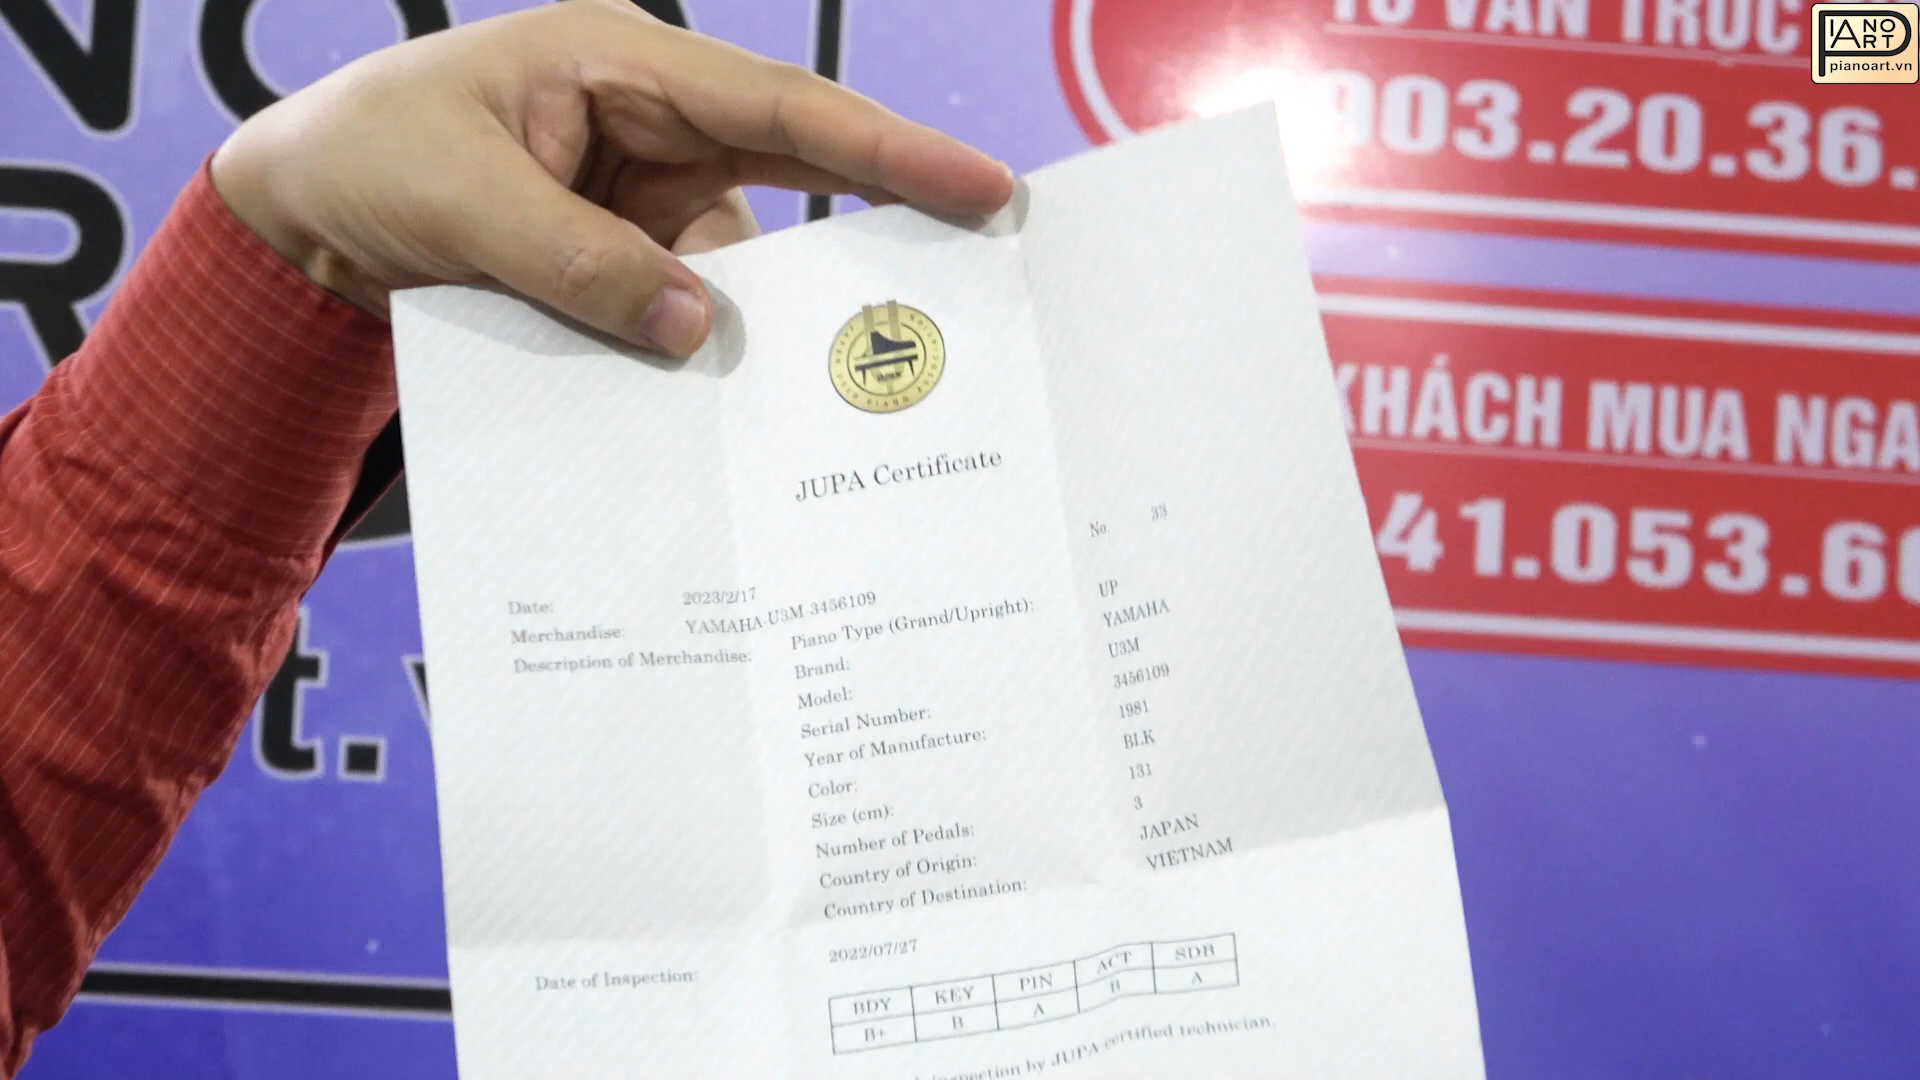 PIANO ART
pianoart.vn
TƯ VẤN TRỰC
903.20.36.
KHÁCH MUA NGA
41.053.60
t.v
JAPAN
JUPA Certificate
No. 33
Date: 2023/2/17
Merchandise: YAMAHA-U3M-3456109
Description of Merchandise:
Piano Type (Grand/Upright): UP
Brand: YAMAHA
Model: U3M
Serial Number: 3456109
Year of Manufacture: 1981
Color: BLK
Size (cm): 131
Number of Pedals: 3
Country of Origin: JAPAN
Country of Destination: VIETNAM
Date of Inspection: 2022/07/27
BDY KEY PIN ACT SDB
B+ B A B A
inspection by JUPA-certified technician.